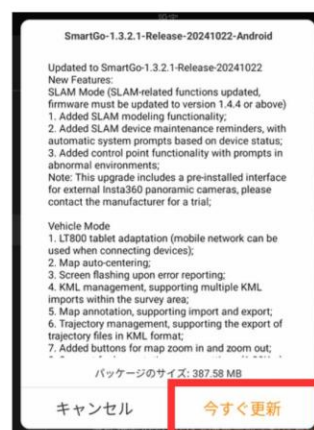 SmartGo-1.3.2.1-Release-20241022-Android
Updated to SmartGo-1.3.2.1-Release-20241022
New Features:
SLAM Mode (SLAM-related functions updated,
firmware must be updated to version 1.4.4 or above)
1. Added SLAM modeling functionality;
2. Added SLAM device maintenance reminders, with
automatic system prompts based on device status;
3. Added control point functionality with prompts in
abnormal environments;
Note: This upgrade includes a pre-installed interface
for external Insta360 panoramic cameras, please
contact the manufacturer for a trial;
Vehicle Mode
1. LT800 tablet adaptation (mobile network can be
used when connecting devices);
2. Map auto-centering;
3. Screen flashing upon error reporting;
4. KML management, supporting multiple KML
imports within the survey area;
5. Map annotation, supporting import and export;
6. Trajectory management, supporting the export of
trajectory files in KML format;
7. Added buttons for map zoom in and zoom out;
パッケージのサイズ: 387.58 MB
キャンセル
今すぐ更新